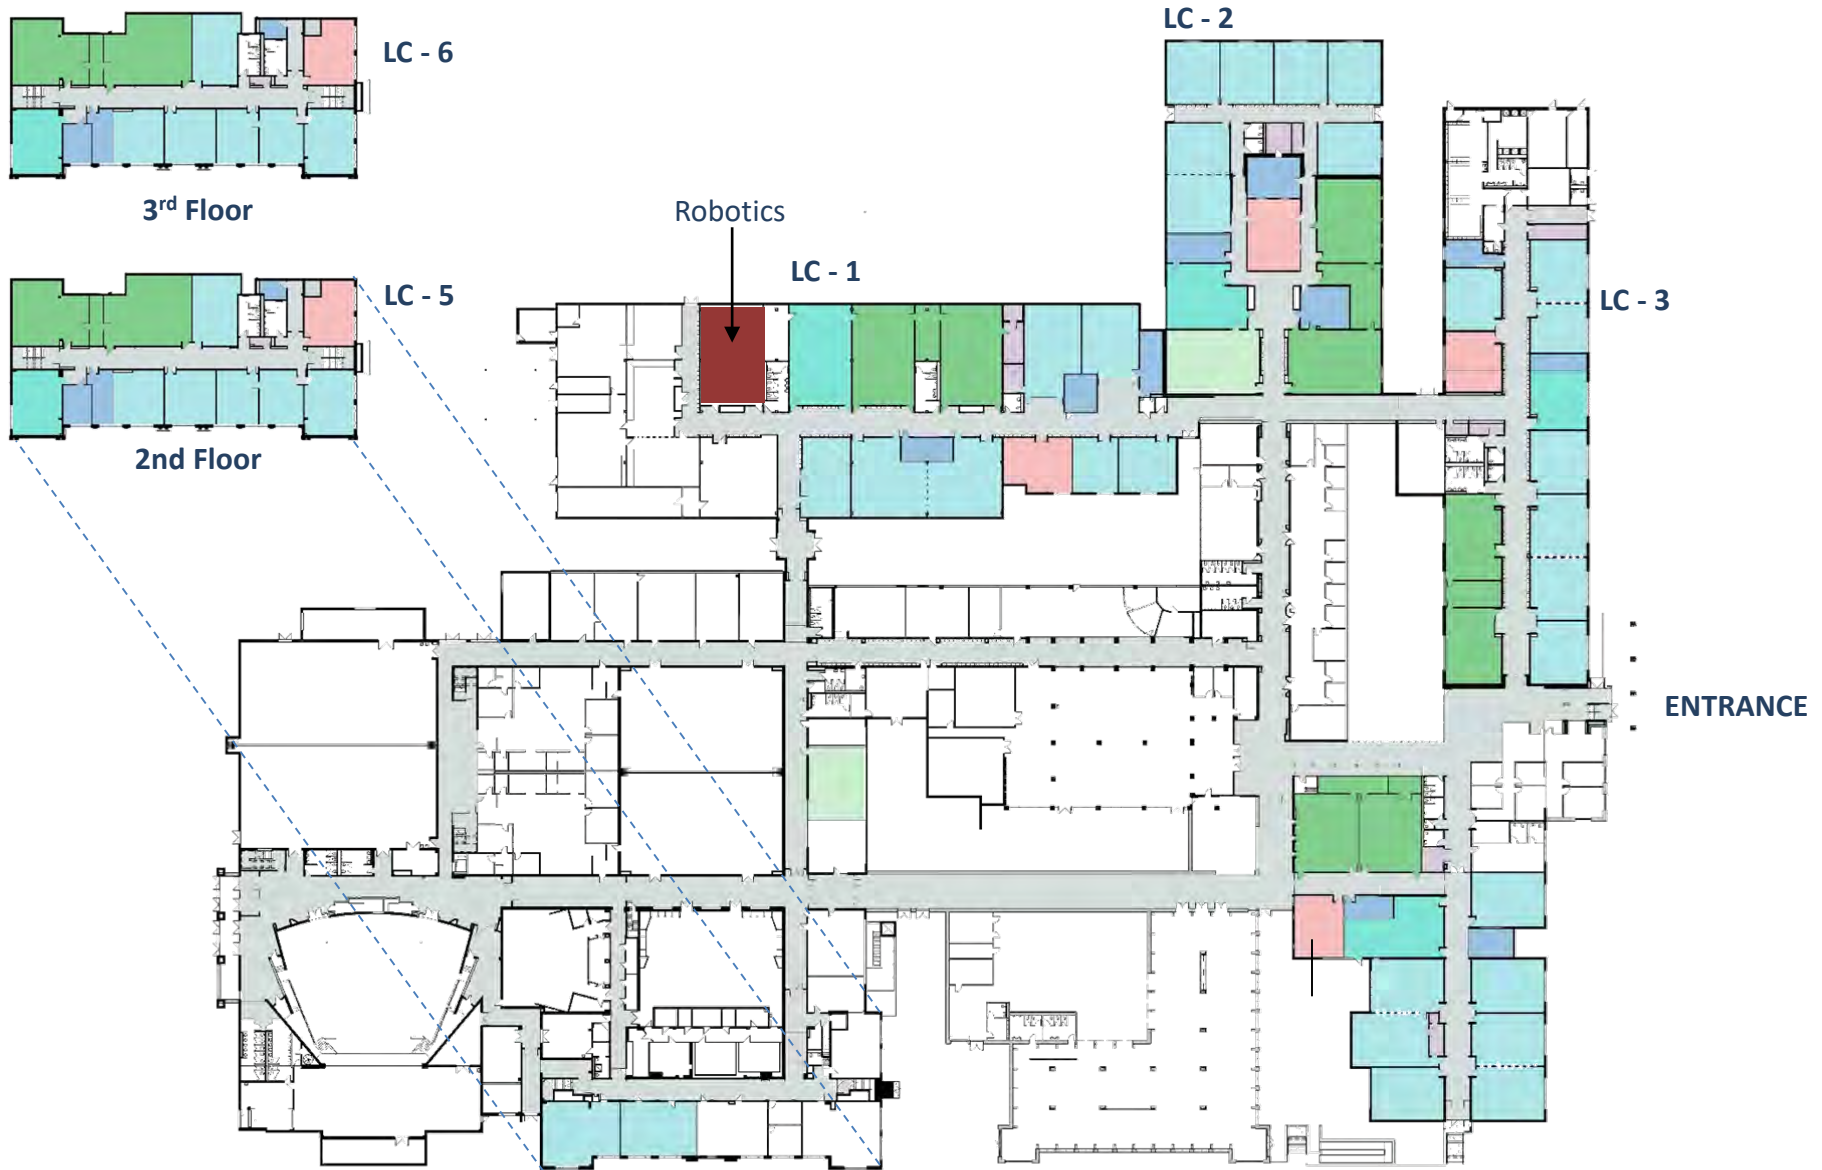 LC - 2
LC - 6
3rd Floor
Robotics
LC - 1
LC - 5
LC - 3
2nd Floor
ENTRANCE